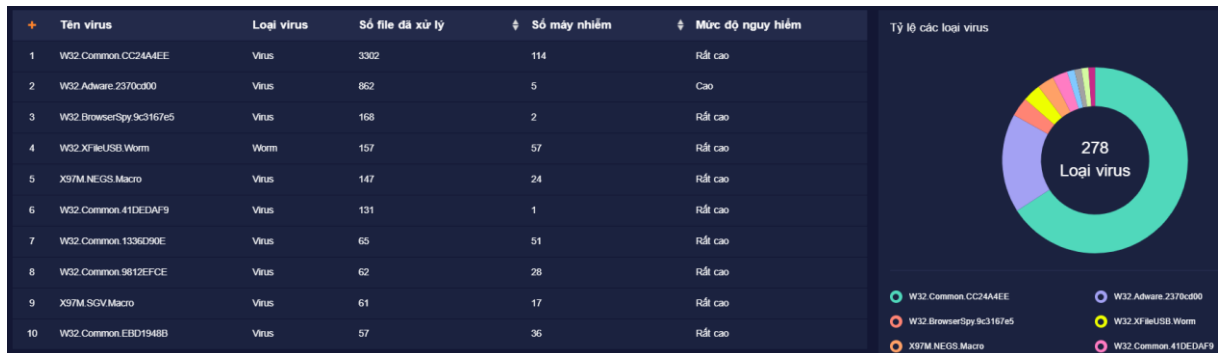 + Tên virus Loại virus Số file đã xử lý Số máy nhiễm Mức độ nguy hiểm
1 W32.Common.CC24A4EE Virus 3302 114 Rất cao
2 W32.Adware.2370cd00 Virus 862 5 Cao
3 W32.BrowserSpy.9c3167e5 Virus 168 2 Rất cao
4 W32.XFileUSB.Worm Worm 157 57 Rất cao
5 X97M.NEGS.Macro Virus 147 24 Rất cao
6 W32.Common.41DEDAF9 Virus 131 1 Rất cao
7 W32.Common.1336D90E Virus 65 51 Rất cao
8 W32.Common.9812EFCE Virus 62 28 Rất cao
9 X97M.SGV.Macro Virus 61 17 Rất cao
10 W32.Common.EBD1948B Virus 57 36 Rất cao
Tỷ lệ các loại virus
278
Loại virus
W32.Common.CC24A4EE W32.Adware.2370cd00
W32.BrowserSpy.9c3167e5 W32.XFileUSB.Worm
X97M.NEGS.Macro W32.Common.41DEDAF9